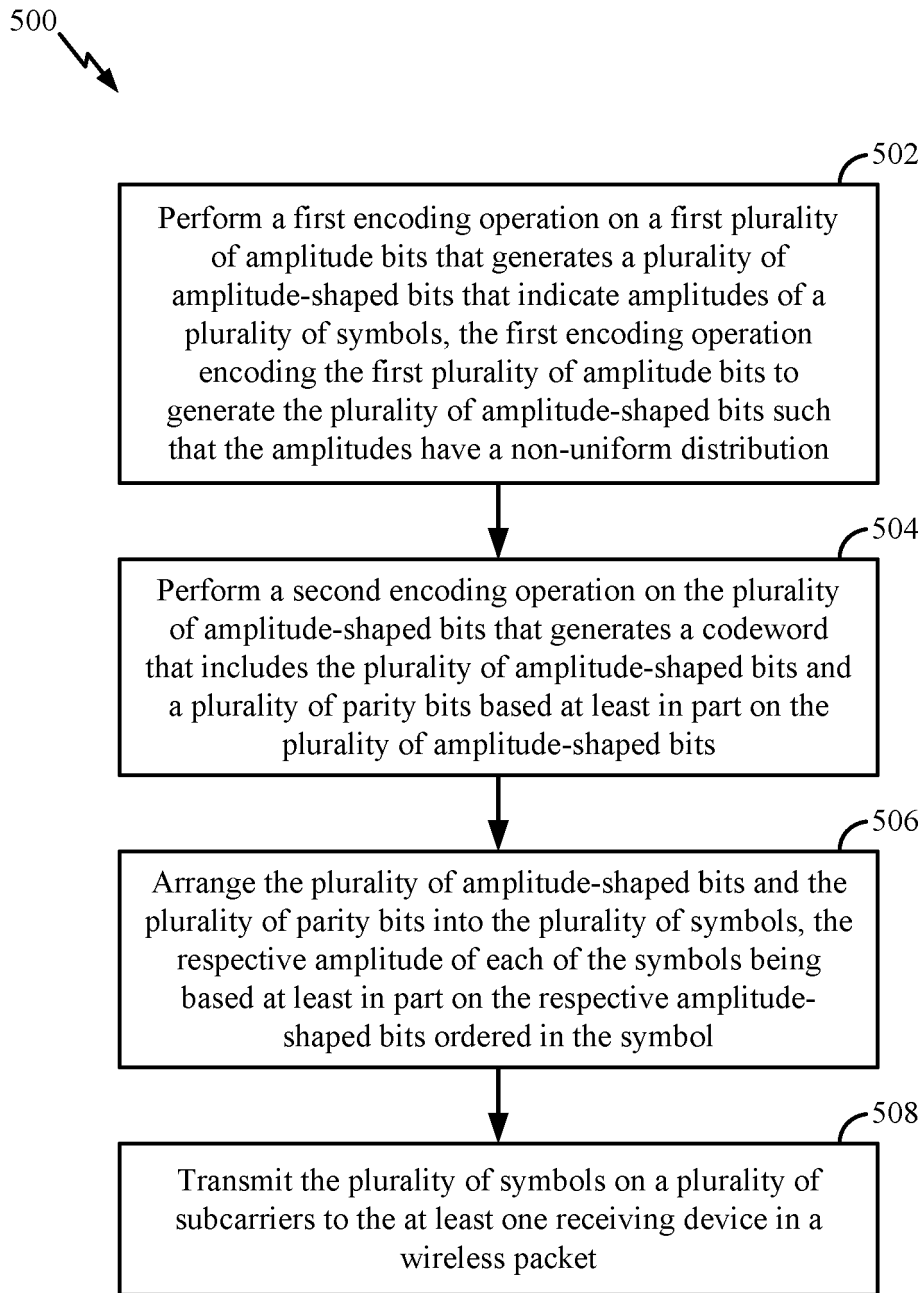 500
502
Perform a first encoding operation on a first plurality
of amplitude bits that generates a plurality of
amplitude-shaped bits that indicate amplitudes of a
plurality of symbols, the first encoding operation
encoding the first plurality of amplitude bits to
generate the plurality of amplitude-shaped bits such
that the amplitudes have a non-uniform distribution
504
Perform a second encoding operation on the plurality
of amplitude-shaped bits that generates a codeword
that includes the plurality of amplitude-shaped bits and
a plurality of parity bits based at least in part on the
plurality of amplitude-shaped bits
506
Arrange the plurality of amplitude-shaped bits and the
plurality of parity bits into the plurality of symbols, the
respective amplitude of each of the symbols being
based at least in part on the respective amplitude-
shaped bits ordered in the symbol
508
Transmit the plurality of symbols on a plurality of
subcarriers to the at least one receiving device in a
wireless packet